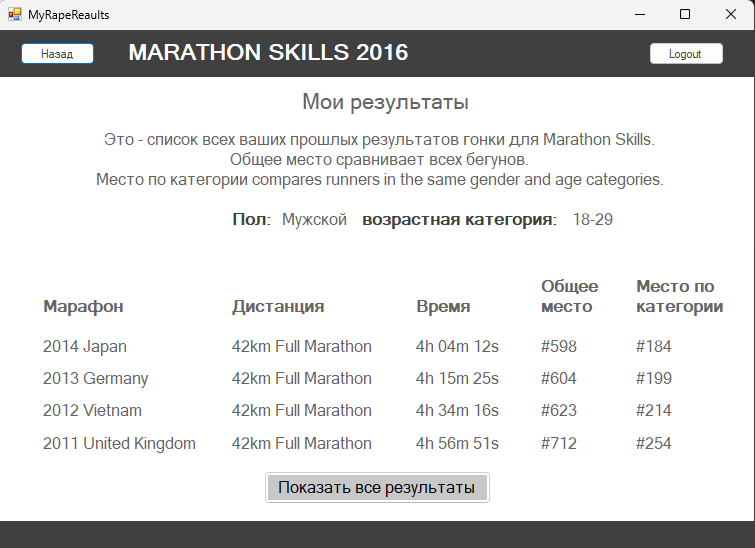 MyRapeReaults
Назад MARATHON SKILLS 2016 Logout
Мои результаты
Это - список всех ваших прошлых результатов гонки для Marathon Skills.
Общее место сравнивает всех бегунов.
Место по категории compares runners in the same gender and age categories.
Пол: Мужской возрастная категория: 18-29
Марафон Дистанция Время Общее место Место по категории
2014 Japan 42km Full Marathon 4h 04m 12s #598 #184
2013 Germany 42km Full Marathon 4h 15m 25s #604 #199
2012 Vietnam 42km Full Marathon 4h 34m 16s #623 #214
2011 United Kingdom 42km Full Marathon 4h 56m 51s #712 #254
Показать все результаты